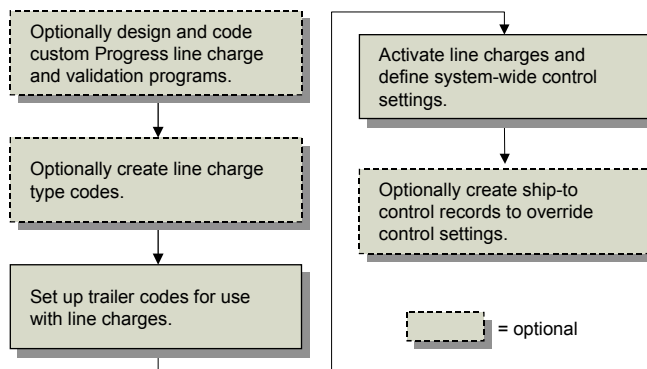 Optionally design and code
custom Progress line charge
and validation programs.
Optionally create line charge
type codes.
Set up trailer codes for use
with line charges.
Activate line charges and
define system-wide control
settings.
Optionally create ship-to
control records to override
control settings.
= optional